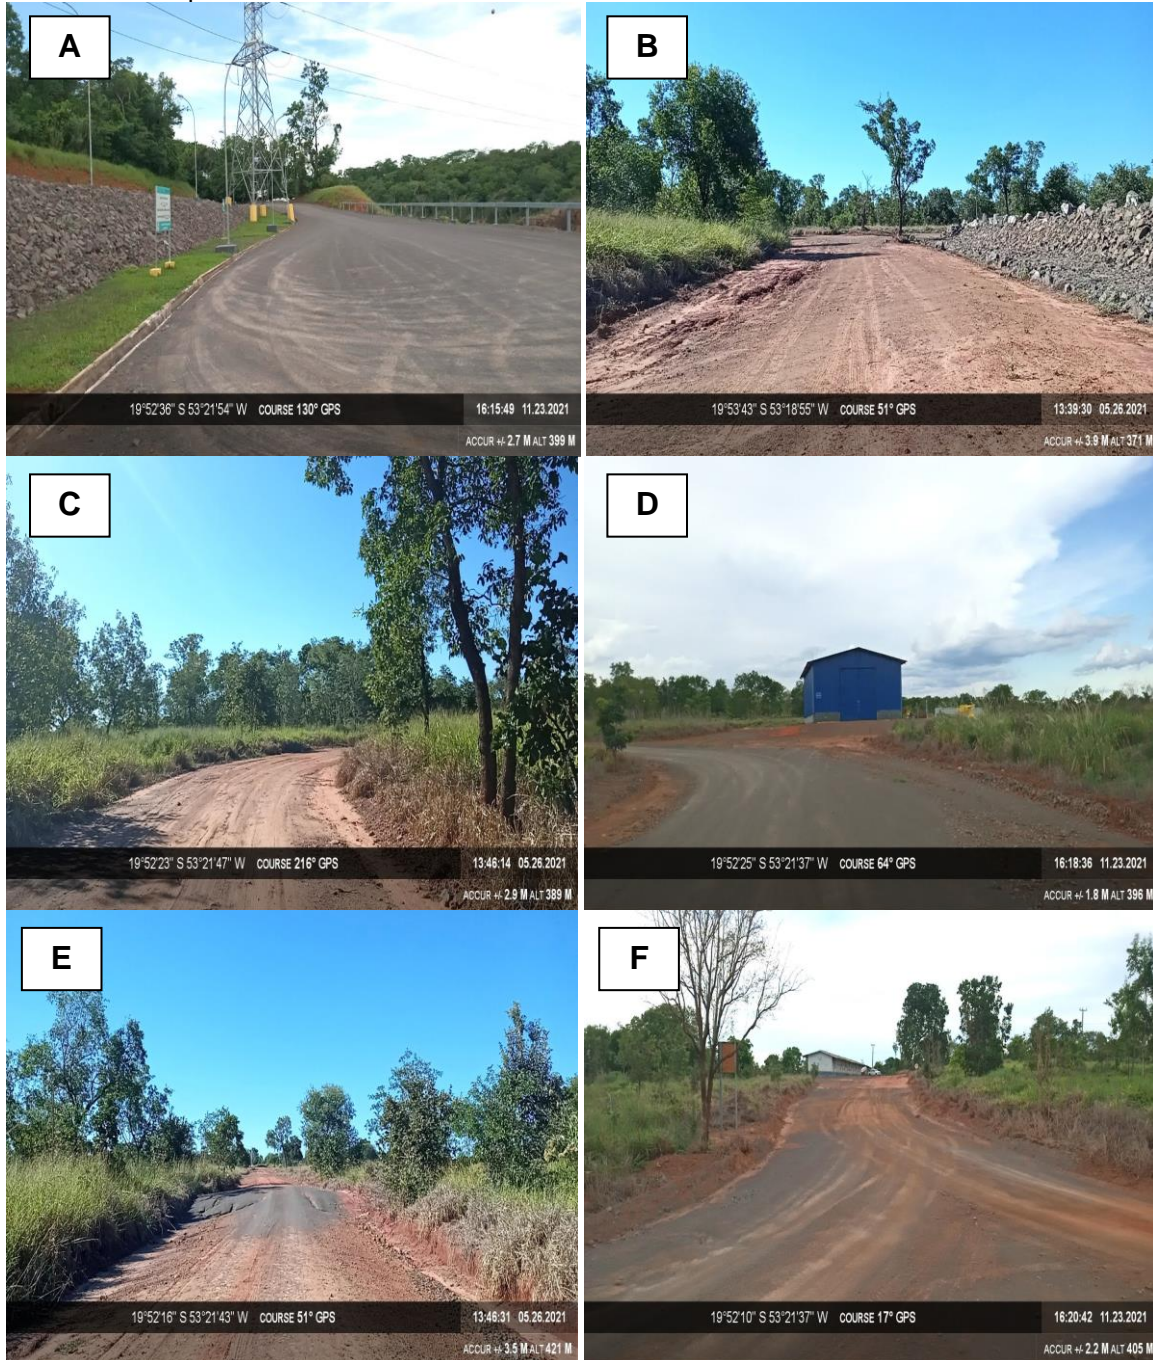 A
B
19°52'36" S 53°21'54" W COURSE 130° GPS 16:15:49 11.23.2021
ACCUR +/- 2.7 M ALT 399 M
19°53'43" S 53°18'55" W COURSE 51° GPS 13:39:30 05.26.2021
ACCUR +/- 3.9 M ALT 371 M
C
D
19°52'23" S 53°21'47" W COURSE 216° GPS 13:46:14 05.26.2021
ACCUR +/- 2.9 M ALT 389 M
19°52'25" S 53°21'37" W COURSE 64° GPS 16:18:36 11.23.2021
ACCUR +/- 1.8 M ALT 396 M
E
F
19°52'16" S 53°21'43" W COURSE 51° GPS 13:46:31 05.26.2021
ACCUR +/- 3.5 M ALT 421 M
19°52'10" S 53°21'37" W COURSE 17° GPS 16:20:42 11.23.2021
ACCUR +/- 2.2 M ALT 405 M